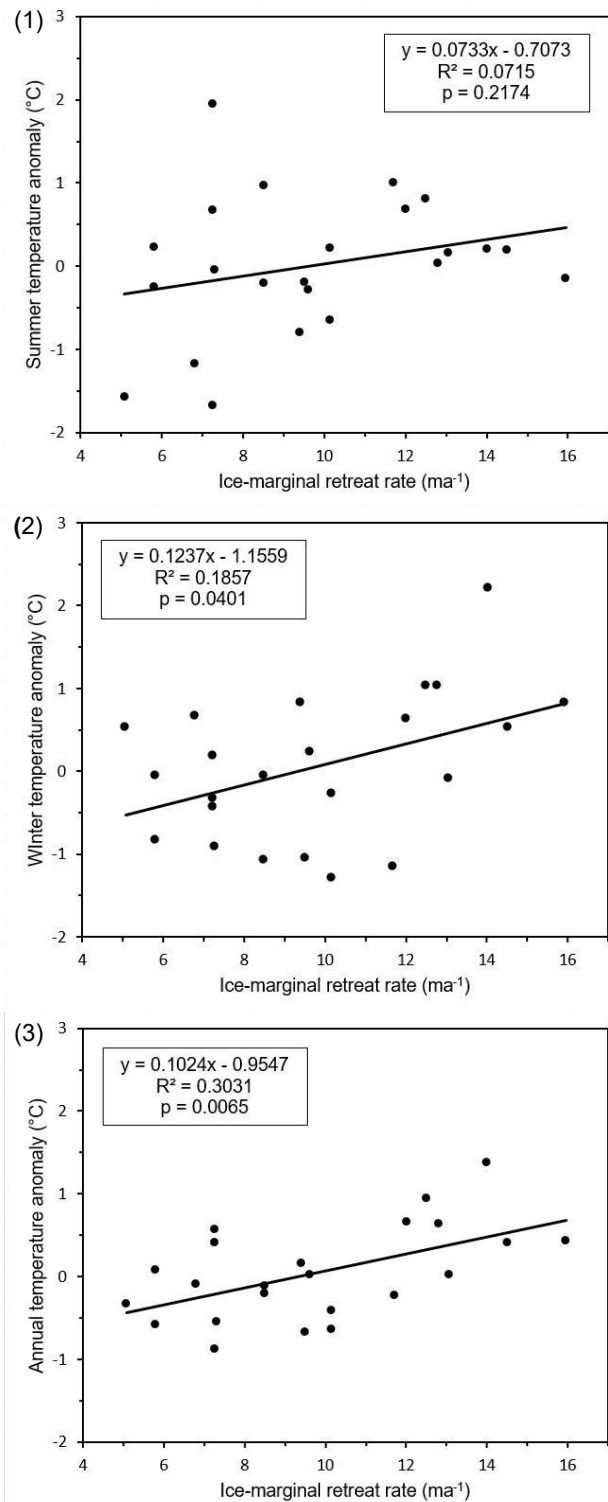 (1)
3
2
1
0
-1
-2
Summer temperature anomaly (°C)
y = 0.0733x - 0.7073
R² = 0.0715
p = 0.2174
4 6 8 10 12 14 16
Ice-marginal retreat rate (ma⁻¹)
(2)
3
2
1
0
-1
-2
WInter temperature anomaly (°C)
y = 0.1237x - 1.1559
R² = 0.1857
p = 0.0401
4 6 8 10 12 14 16
Ice-marginal retreat rate (ma⁻¹)
(3)
3
2
1
0
-1
-2
Annual temperature anomaly (°C)
y = 0.1024x - 0.9547
R² = 0.3031
p = 0.0065
4 6 8 10 12 14 16
Ice-marginal retreat rate (ma⁻¹)